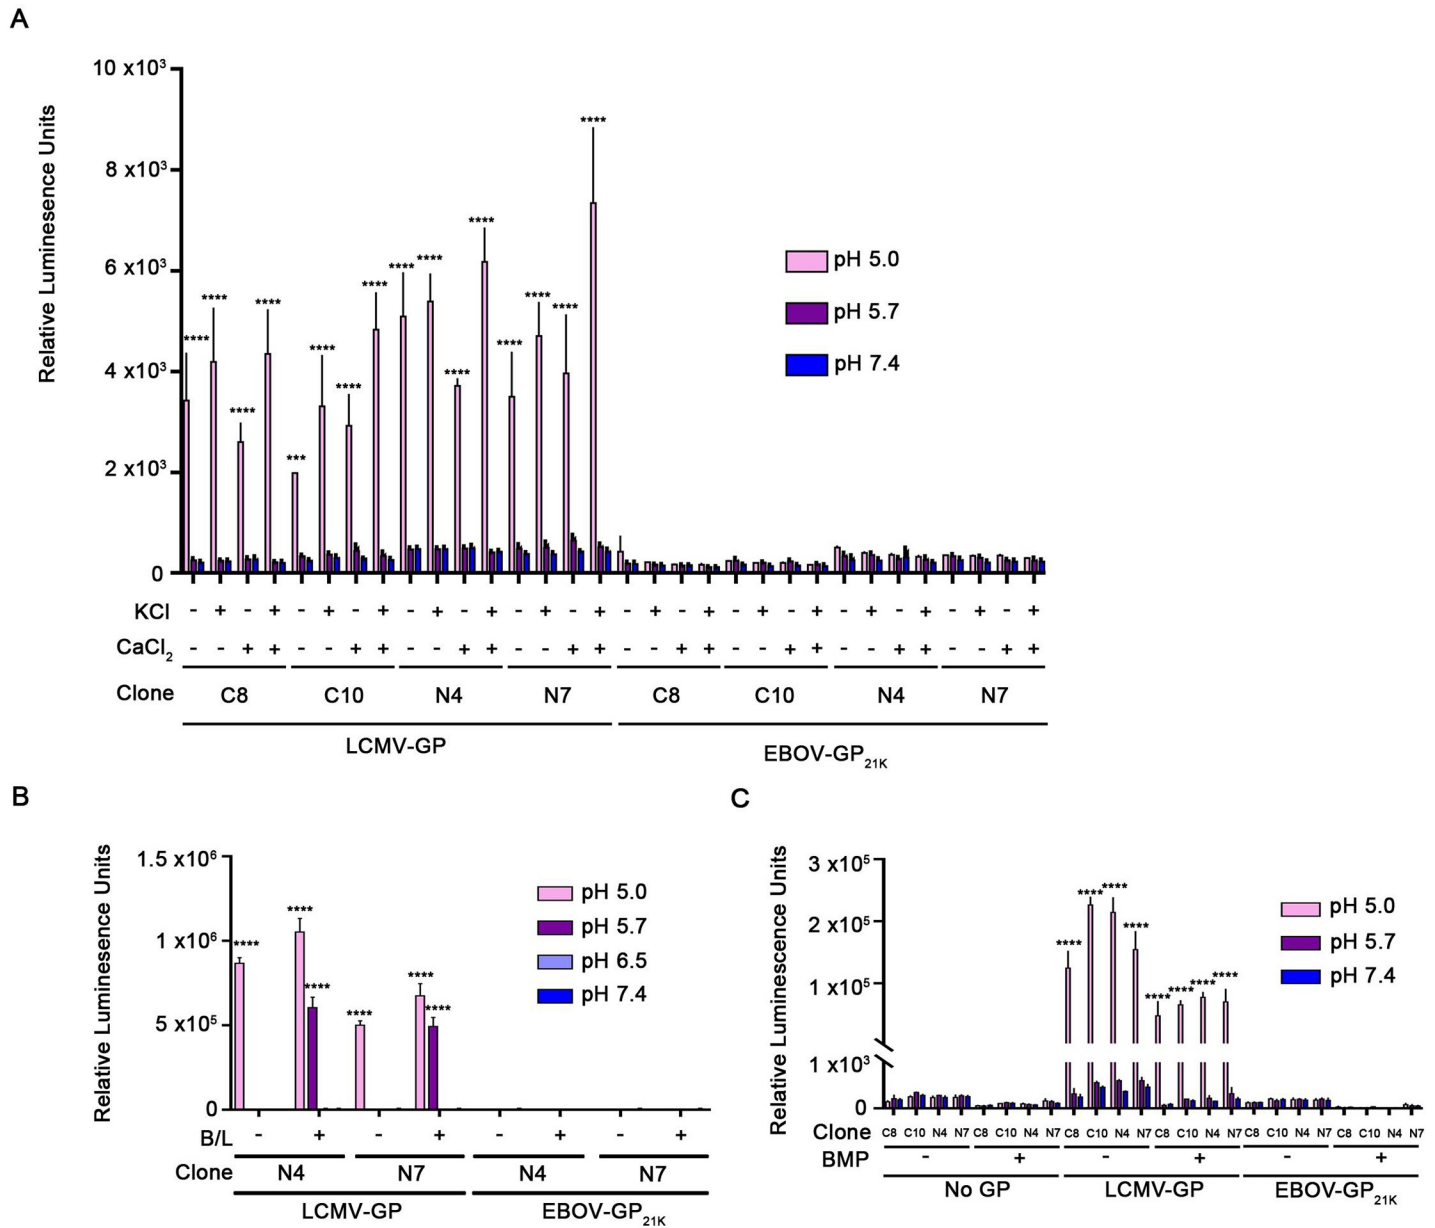 A
Relative Luminesence Units
10 x10³
8 x10³
6 x10³
4 x10³
2 x10³
0
**** **** **** **** *** **** **** **** **** **** **** **** **** **** **** ****
pH 5.0
pH 5.7
pH 7.4
KCl - + - + - + - + - + - + - + - + - + - + - + - + - + - + - + - +
CaCl₂ - - + + - - + + - - + + - - + + - - + + - - + + - - + + - - + +
Clone C8 C10 N4 N7 C8 C10 N4 N7
LCMV-GP EBOV-GP₂₁K
B
Relative Luminesence Units
1.5 x10⁶
1 x10⁶
5 x10⁵
0
**** **** **** **** **** ****
pH 5.0
pH 5.7
pH 6.5
pH 7.4
B/L - + - + - + - +
Clone N4 N7 N4 N7
LCMV-GP EBOV-GP₂₁K
C
Relative Luminescence Units
3 x10⁵
2 x10⁵
1 x10⁵
1 x10³
0
**** **** **** **** **** **** **** ****
pH 5.0
pH 5.7
pH 7.4
Clone C8 C10 N4 N7 C8 C10 N4 N7 C8 C10 N4 N7 C8 C10 N4 N7 C8 C10 N4 N7 C8 C10 N4 N7
BMP - + - + - +
No GP LCMV-GP EBOV-GP₂₁K